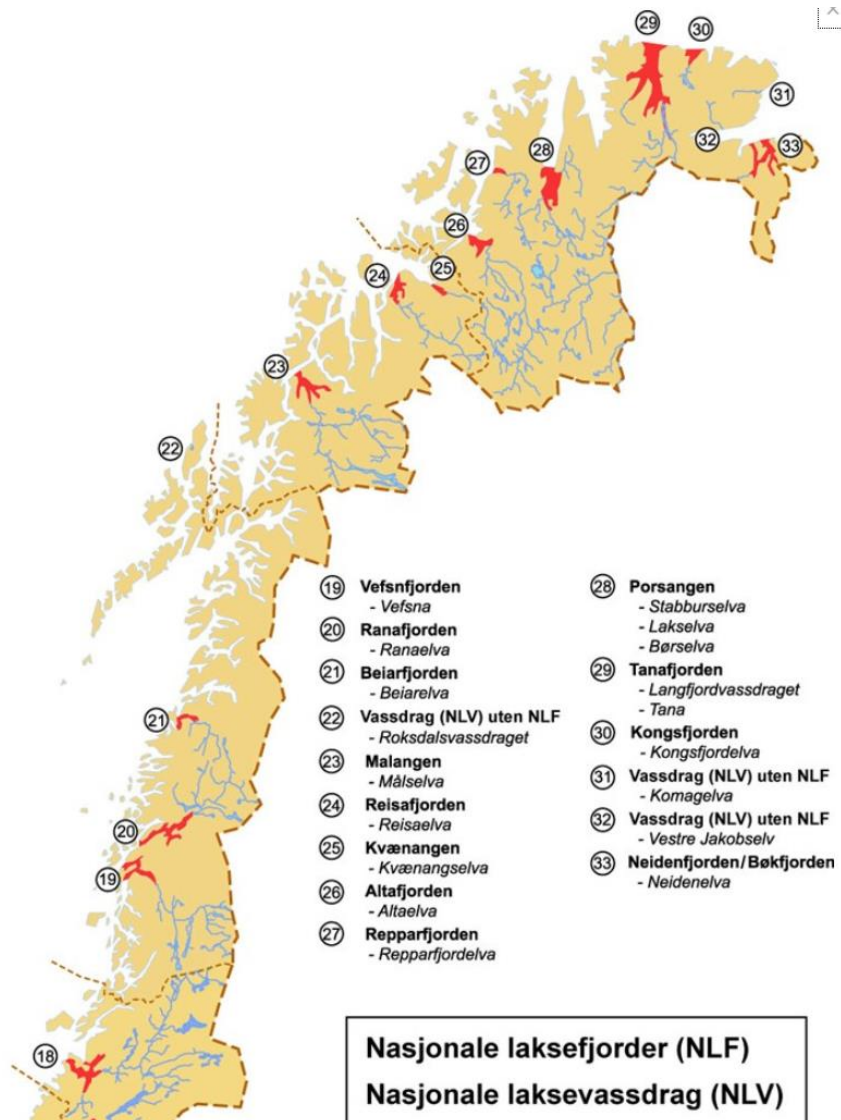 29
30
31
32
33
28
27
26
25
24
23
22
21
20
19
18
19 Vefsnfjorden
- Vefsna
20 Ranafjorden
- Ranaelva
21 Beiarfjorden
- Beiarelva
22 Vassdrag (NLV) uten NLF
- Roksdalsvassdraget
23 Malangen
- Målselva
24 Reisafjorden
- Reisaelva
25 Kvænangen
- Kvænangselva
26 Altafjorden
- Altaelva
27 Repparfjorden
- Repparfjordelva
28 Porsangen
- Stabburselva
- Lakselva
- Børselva
29 Tanafjorden
- Langfjordvassdraget
- Tana
30 Kongsfjorden
- Kongsfjordelva
31 Vassdrag (NLV) uten NLF
- Komagelva
32 Vassdrag (NLV) uten NLF
- Vestre Jakobselv
33 Neidenfjorden/Bøkfjorden
- Neidenelva
Nasjonale laksefjorder (NLF)
Nasjonale laksevassdrag (NLV)